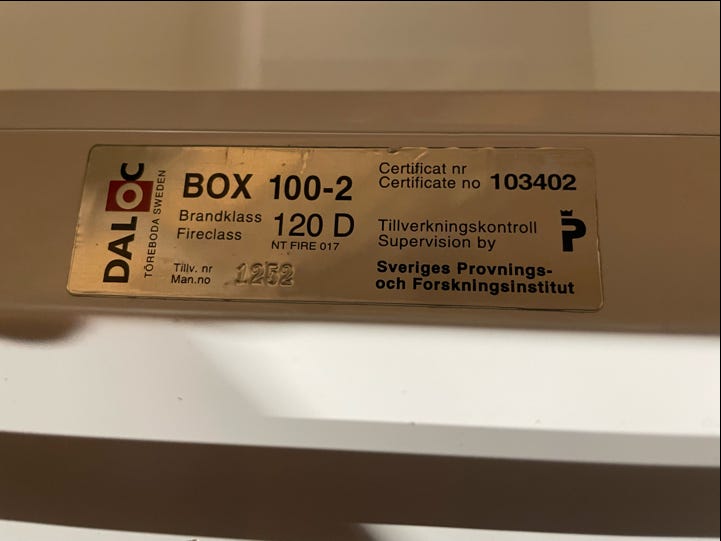 DALOC
TÖREBODA SWEDEN
BOX 100-2
Brandklass
Fireclass
120 D
NT FIRE 017
Tillv. nr
Man.no
1252
Certificat nr
Certificate no 103402
Tillverkningskontroll
Supervision by
P
Sveriges Provnings-
och Forskningsinstitut